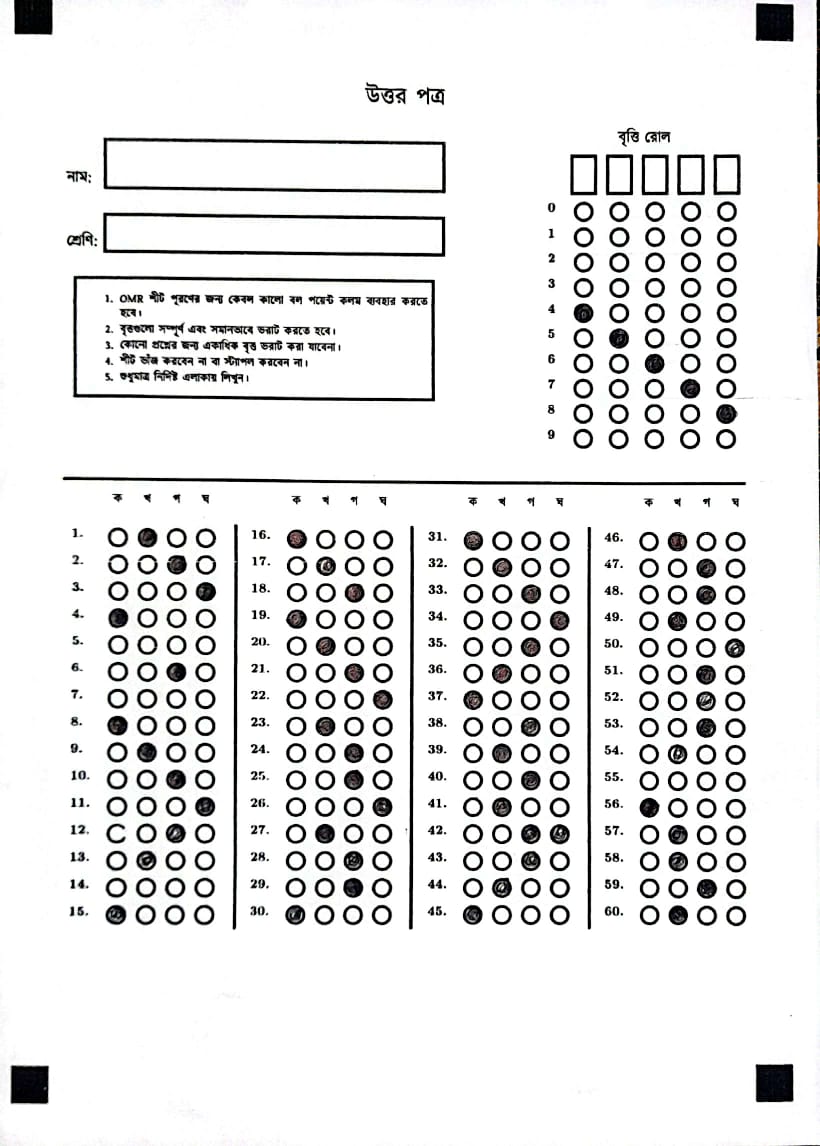 উত্তর পত্র
বৃত্তি রোল
নাম:
শ্রেণি:
0
1
2
3
4
5
6
7
8
9
1. OMR শীট পূরণের জন্য কেবল কালো বল পয়েন্ট কলম ব্যবহার করতে
হবে।
2. বৃত্তগুলো সম্পূর্ণ এবং সমানভাবে ভরাট করতে হবে।
3. কোনো প্রশ্নের জন্য একাধিক বৃত্ত ভরাট করা যাবেনা।
4. শীট ভাঁজ করবেন না বা স্ট্যাপল করবেন না।
5. শুধুমাত্র নির্দিষ্ট এলাকায় লিখুন।
ক খ গ ঘ ক খ গ ঘ ক খ গ ঘ ক খ গ ঘ
1. 16. 31. 46.
2. 17. 32. 47.
3. 18. 33. 48.
4. 19. 34. 49.
5. 20. 35. 50.
6. 21. 36. 51.
7. 22. 37. 52.
8. 23. 38. 53.
9. 24. 39. 54.
10. 25. 40. 55.
11. 26. 41. 56.
12. 27. 42. 57.
13. 28. 43. 58.
14. 29. 44. 59.
15. 30. 45. 60.